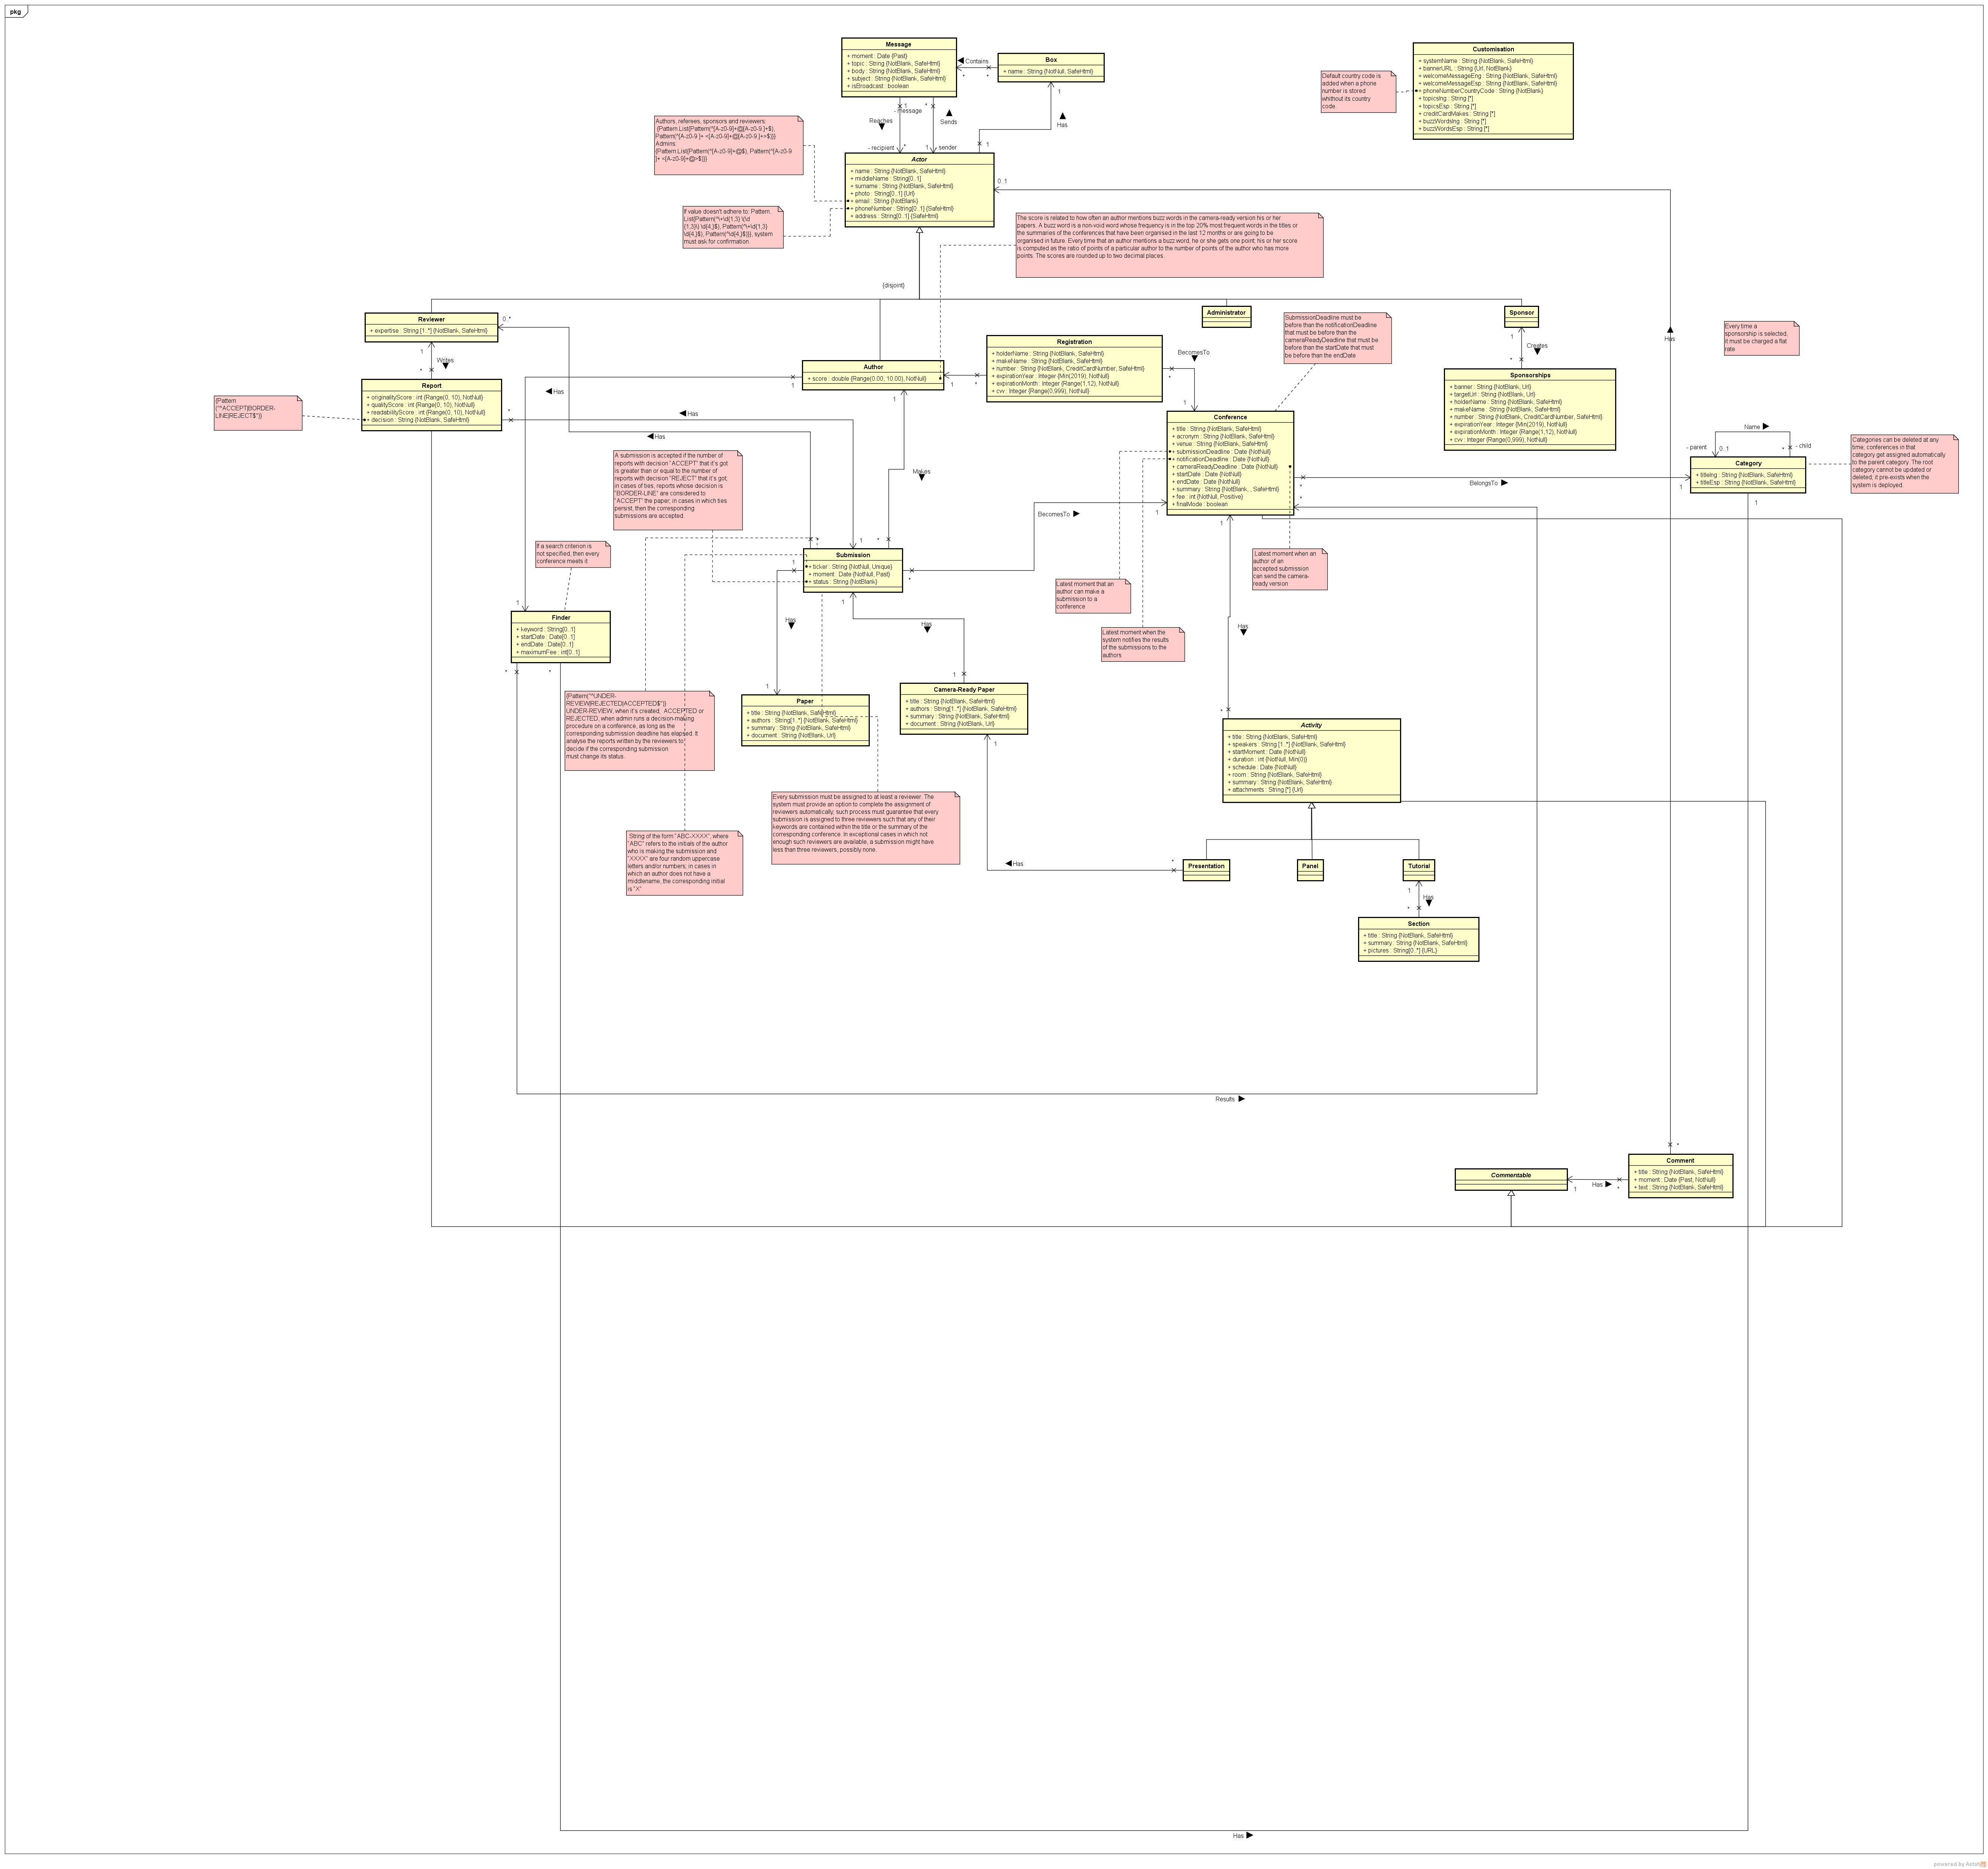 pkg
Message
+ moment : Date {Past}
+ topic : String {NotBlank, SafeHtml}
+ body : String {NotBlank, SafeHtml}
+ subject : String {NotBlank, SafeHtml}
+ isBroadcast : boolean
Contains
*
*
Box
+ name : String {NotNull, SafeHtml}
1
Has
1
Customisation
+ systemName : String {NotBlank, SafeHtml}
+ bannerURL : String {Url, NotBlank}
+ welcomeMessageEng : String {NotBlank, SafeHtml}
+ welcomeMessageEsp : String {NotBlank, SafeHtml}
+ phoneNumberCountryCode : String {NotBlank}
+ topicsIng : String [*]
+ topicsEsp : String [*]
+ creditCardMakes : String [*]
+ buzzWordsIng : String [*]
+ buzzWordsEsp : String [*]
Default country code is
added when a phone
number is stored
whithout its country
code.
1
- message
Reaches
- recipient
*
*
Sends
1
sender
Authors, referees, sponsors and reviewers:
{Pattern.List{Pattern(^[A-z0-9]+@[A-z0-9.]+$),
Pattern(^[A-z0-9 ]+ <[A-z0-9]+@[A-z0-9.]+>$)}}
Admins:
{Pattern.List{Pattern(^[A-z0-9]+@$), Pattern(^[A-z0-9
]+ <[A-z0-9]+@>$)}}
Actor
+ name : String {NotBlank, SafeHtml}
+ middleName : String[0..1]
+ surname : String {NotBlank, SafeHtml}
+ photo : String[0..1] {Url}
+ email : String {NotBlank}
+ phoneNumber : String[0..1] {SafeHtml}
+ address : String[0..1] {SafeHtml}
0..1
If value doesn't adhere to: Pattern.
List{Pattern(^\+\d{1,3} \(\d
{1,3}\) \d{4,}$), Pattern(^\+\d{1,3}
\d{4,}$), Pattern(^\d{4,}$)}, system
must ask for confirmation
The score is related to how often an author mentions buzz words in the camera-ready version his or her
papers. A buzz word is a non-void word whose frequency is in the top 20% most frequent words in the titles or
the summaries of the conferences that have been organised in the last 12 months or are going to be
organised in future. Every time that an author mentions a buzz word, he or she gets one point; his or her score
is computed as the ratio of points of a particular author to the number of points of the author who has more
points. The scores are rounded up to two decimal places.
{disjoint}
Reviewer
+ expertise : String [1..*] {NotBlank, SafeHtml}
0..*
1
Writes
*
Administrator
Sponsor
1
Creates
*
SubmissionDeadline must be
before than the notificationDeadline
that must be before than the
cameraReadyDeadline that must be
before than the startDate that must
be before than the endDate
Every time a
sponsorship is selected,
it must be charged a flat
rate
Has
Registration
+ holderName : String {NotBlank, SafeHtml}
+ makeName : String {NotBlank, SafeHtml}
+ number : String {NotBlank, CreditCardNumber, SafeHtml}
+ expirationYear : Integer {Min(2019), NotNull}
+ expirationMonth : Integer {Range(1,12), NotNull}
+ cvv : Integer {Range(0,999), NotNull}
BecomesTo
*
1
Author
+ score : double {Range(0.00, 10.00), NotNull}
1
*
1
1
Has
Report
+ originalityScore : int {Range(0, 10), NotNull}
+ qualityScore : int {Range(0, 10), NotNull}
+ readabilityScore : int {Range(0, 10), NotNull}
+ decision : String {NotBlank, SafeHtml}
*
Has
Has
{Pattern
("^ACCEPT|BORDER-
LINE|REJECT$")}
Sponsorships
+ banner : String {NotBlank, Url}
+ targetUrl : String {NotBlank, Url}
+ holderName : String {NotBlank, SafeHtml}
+ makeName : String {NotBlank, SafeHtml}
+ number : String {NotBlank, CreditCardNumber, SafeHtml}
+ expirationYear : Integer {Min(2019), NotNull}
+ expirationMonth : Integer {Range(1,12), NotNull}
+ cvv : Integer {Range(0,999), NotNull}
Conference
+ title : String {NotBlank, SafeHtml}
+ acronym : String {NotBlank, SafeHtml}
+ venue : String {NotBlank, SafeHtml}
+ submissionDeadline : Date {NotNull}
+ notificationDeadline : Date {NotNull}
+ cameraReadyDeadline : Date {NotNull}
+ startDate : Date {NotNull}
+ endDate : Date {NotNull}
+ summary : String {NotBlank, , SafeHtml}
+ fee : int {NotNull, Positive}
+ finalMode : boolean
Name
- parent
0..1
*
- child
Category
+ titleIng : String {NotBlank, SafeHtml}
+ titleEsp : String {NotBlank, SafeHtml}
Categories can be deleted at any
time; conferences in that
category get assigned automatically
to the parent category. The root
category cannot be updated or
deleted; it pre-exists when the
system is deployed.
*
BelongsTo
1
1
*
1
1
A submission is accepted if the number of
reports with decision "ACCEPT" that it's got
is greater than or equal to the number of
reports with decision "REJECT" that it's got;
in cases of ties, reports whose decision is
"BORDER-LINE" are considered to
"ACCEPT" the paper; in cases in which ties
persist, then the corresponding
submissions are accepted.
Makes
BecomesTo
If a search criterion is
not specified, then every
conference meets it
*
1
*
1
Submission
+ ticker : String {NotNull, Unique}
+ moment : Date {NotNull, Past}
+ status : String {NotBlank}
1
*
1
Latest moment when an
author of an
accepted submission
can send the camera-
ready version
Latest moment that an
author can make a
submission to a
conference
Latest moment when the
system notifies the results
of the submissions to the
authors
1
Finder
+ keyword : String[0..1]
+ startDate : Date[0..1]
+ endDate : Date[0..1]
+ maximumFee : int[0..1]
*
*
Has
Has
Has
1
1
{Pattern("^UNDER-
REVIEW|REJECTED|ACCEPTED$")}
UNDER-REVIEW, when it's created; ACCEPTED or
REJECTED, when admin runs a decision-making
procedure on a conference, as long as the
corresponding submission deadline has elapsed. It
analyse the reports written by the reviewers to
decide if the corresponding submission
must change its status.
Paper
+ title : String {NotBlank, SafeHtml}
+ authors : String[1..*] {NotBlank, SafeHtml}
+ summary : String {NotBlank, SafeHtml}
+ document : String {NotBlank, Url}
Camera-Ready Paper
+ title : String {NotBlank, SafeHtml}
+ authors : String[1..*] {NotBlank, SafeHtml}
+ summary : String {NotBlank, SafeHtml}
+ document : String {NotBlank, Url}
1
*
Activity
+ title : String {NotBlank, SafeHtml}
+ speakers : String [1..*] {NotBlank, SafeHtml}
+ startMoment : Date {NotNull}
+ duration : int {NotNull, Min(0)}
+ schedule : Date {NotNull}
+ room : String {NotBlank, SafeHtml}
+ summary : String {NotBlank, SafeHtml}
+ attachments : String [*] {Url}
Every submission must be assigned to at least a reviewer. The
system must provide an option to complete the assignment of
reviewers automatically; such process must guarantee that every
submission is assigned to three reviewers such that any of their
keywords are contained within the title or the summary of the
corresponding conference. In exceptional cases in which not
enough such reviewers are available, a submission might have
less than three reviewers, possibly none.
String of the form "ABC-XXXX", where
"ABC" refers to the initials of the author
who is making the submission and
"XXXX" are four random uppercase
letters and/or numbers; in cases in
which an author does not have a
middlename, the corresponding initial
is "X"
Has
*
Presentation
Panel
Tutorial
1
Has
*
Section
+ title : String {NotBlank, SafeHtml}
+ summary : String {NotBlank, SafeHtml}
+ pictures : String[0..*] {URL}
Results
*
Comment
+ title : String {NotBlank, SafeHtml}
+ moment : Date {Past, NotNull}
+ text : String {NotBlank, SafeHtml}
Commentable
1
Has
*
Has
powered by Astah